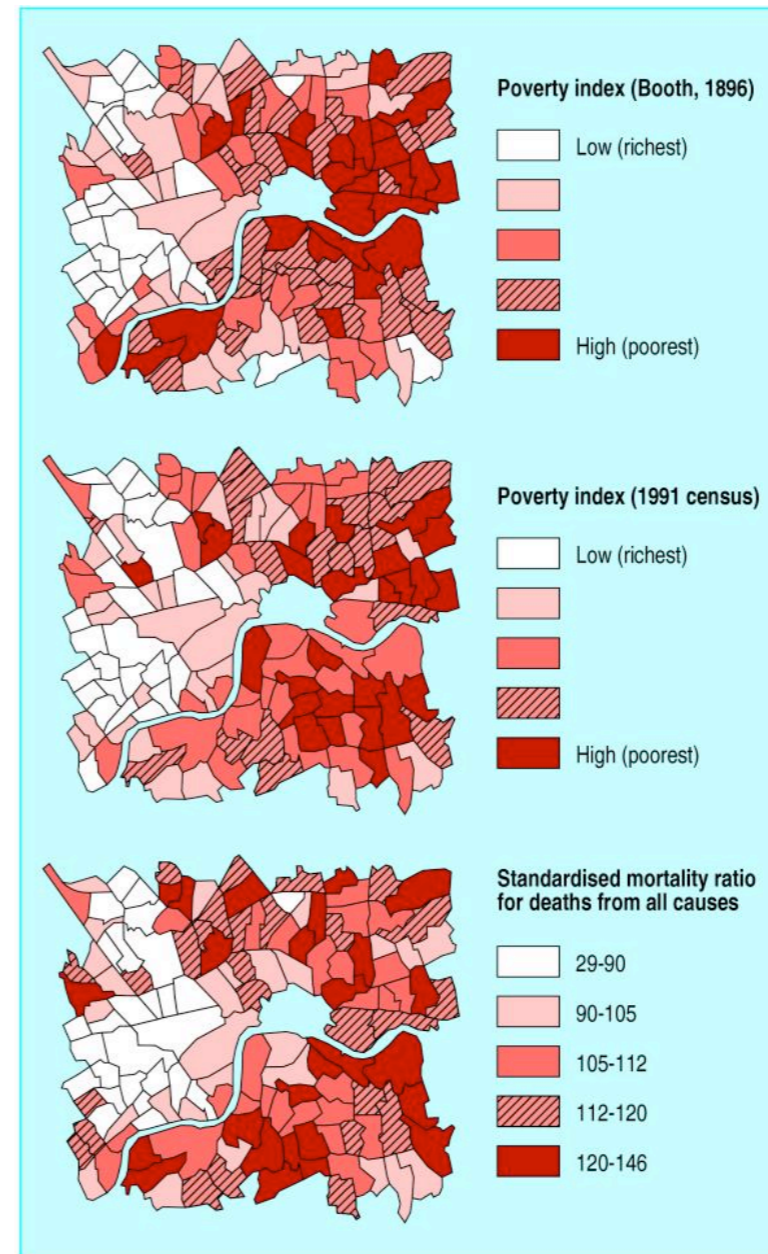 Poverty index (Booth, 1896)
Low (richest)
High (poorest)
Poverty index (1991 census)
Low (richest)
High (poorest)
Standardised mortality ratio
for deaths from all causes
29-90
90-105
105-112
112-120
120-146